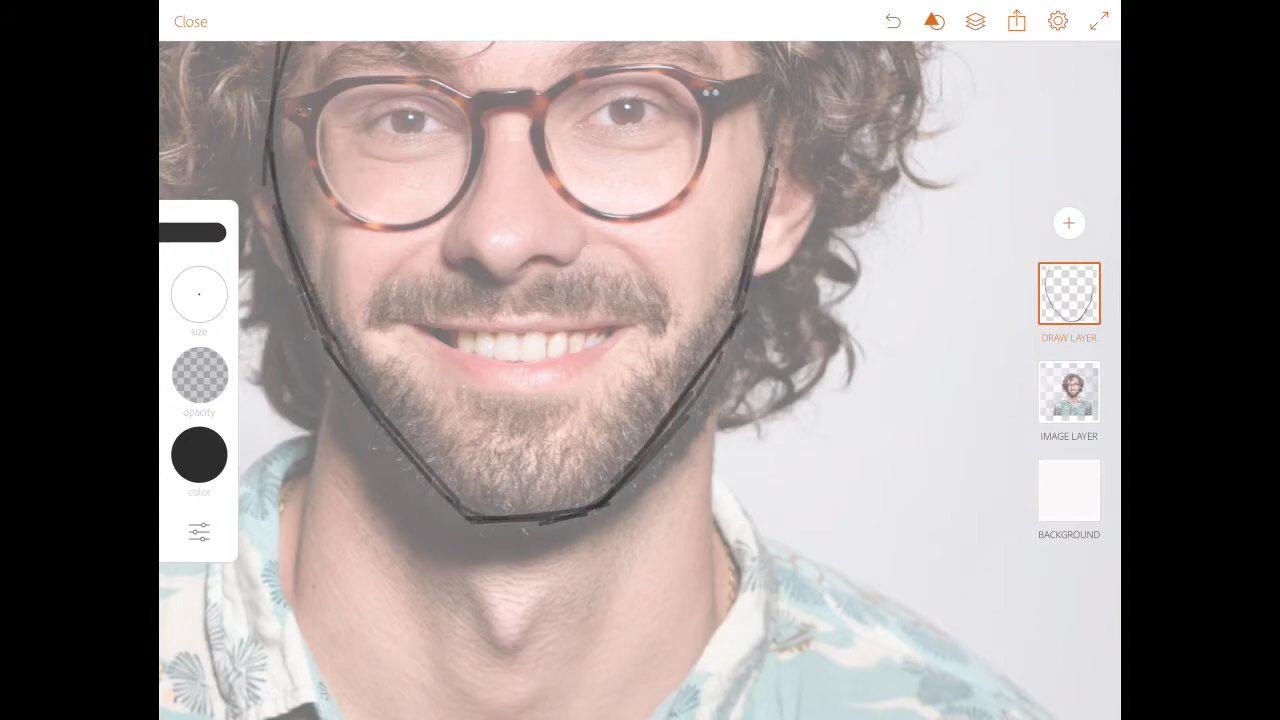 Close
size
opacity
color
DRAW LAYER
IMAGE LAYER
BACKGROUND